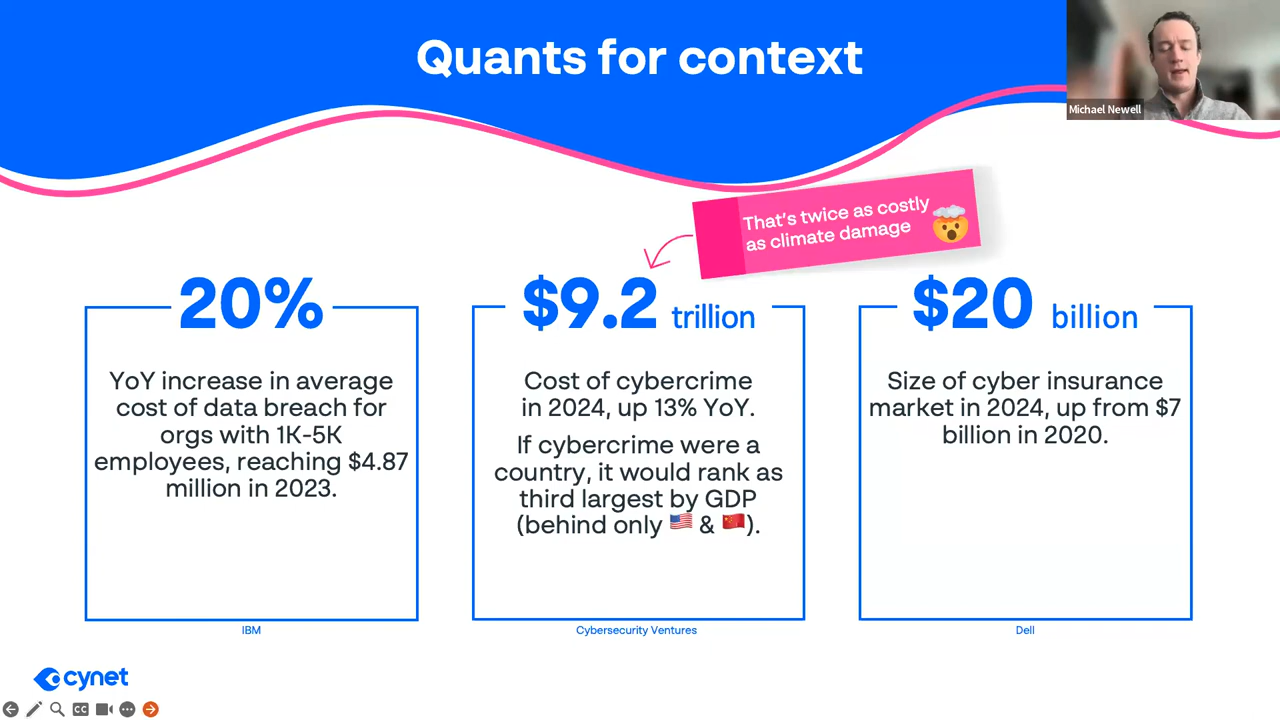 Quants for context
Michael Newell
That's twice as costly
as climate damage
20%
YoY increase in average
cost of data breach for
orgs with 1K-5K
employees, reaching $4.87
million in 2023.
IBM
$9.2 trillion
Cost of cybercrime
in 2024, up 13% YoY.
If cybercrime were a
country, it would rank as
third largest by GDP
(behind only 🇺🇸 & 🇨🇳).
Cybersecurity Ventures
$20 billion
Size of cyber insurance
market in 2024, up from $7
billion in 2020.
Dell
cynet
CC